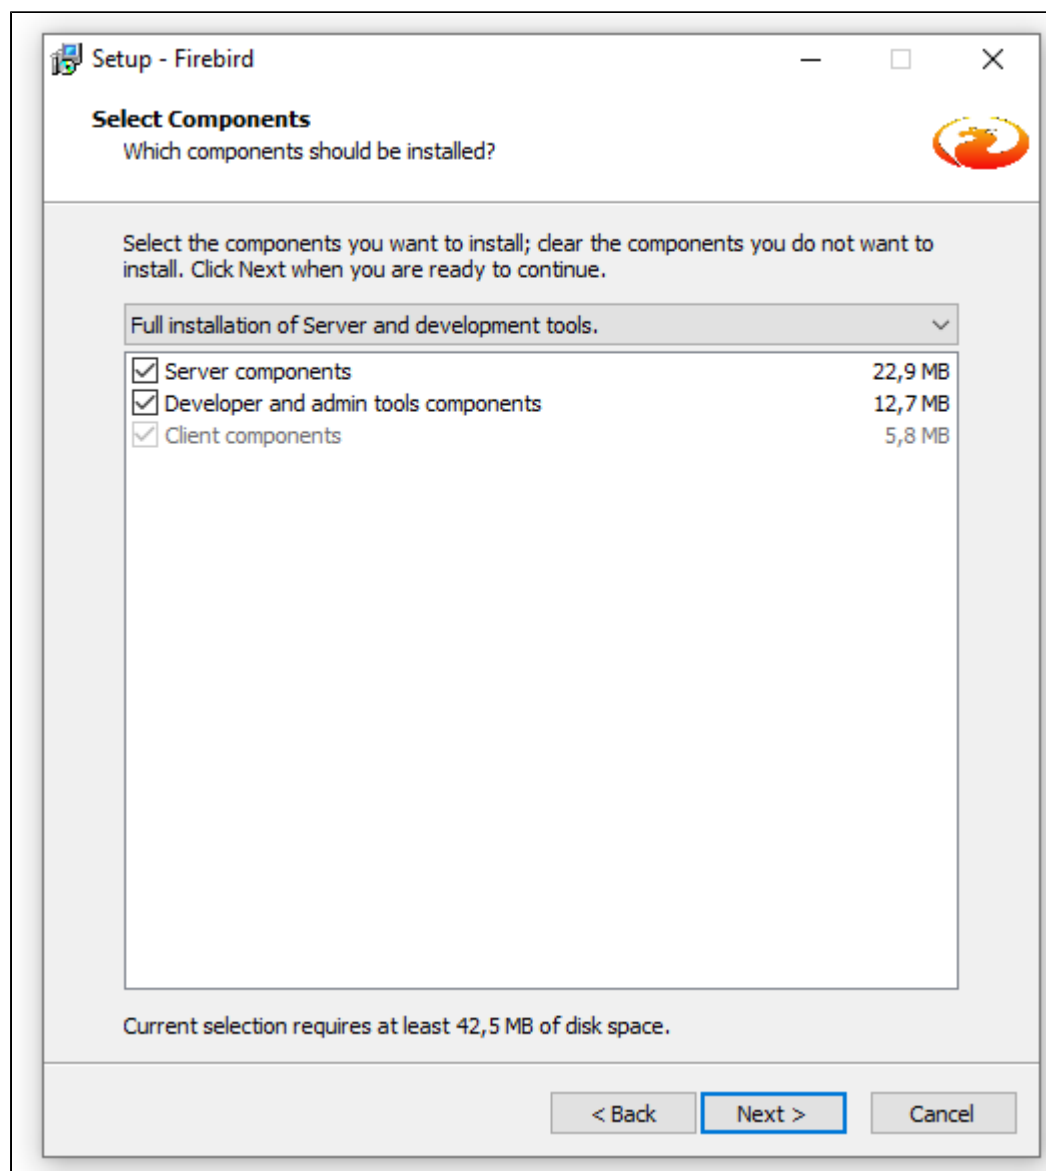 Setup - Firebird
Select Components
Which components should be installed?
Select the components you want to install; clear the components you do not want to
install. Click Next when you are ready to continue.
Full installation of Server and development tools.
Server components 22,9 MB
Developer and admin tools components 12,7 MB
Client components 5,8 MB
Current selection requires at least 42,5 MB of disk space.
< Back Next > Cancel